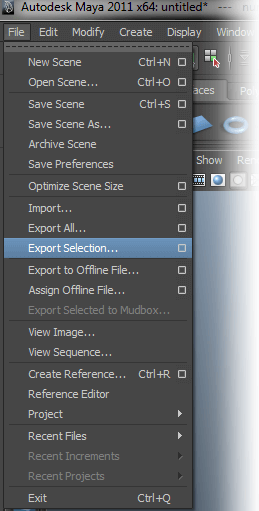 Autodesk Maya 2011 x64: untitled* ---
File Edit Modify Create Display Window
New Scene Ctrl+N
Open Scene... Ctrl+O
Save Scene Ctrl+S
Save Scene As...
Archive Scene
Save Preferences
Optimize Scene Size
Import...
Export All...
Export Selection...
Export to Offline File...
Assign Offline File...
Export Selected to Mudbox...
View Image...
View Sequence...
Create Reference... Ctrl+R
Reference Editor
Project
Recent Files
Recent Increments
Recent Projects
Exit Ctrl+Q
Show